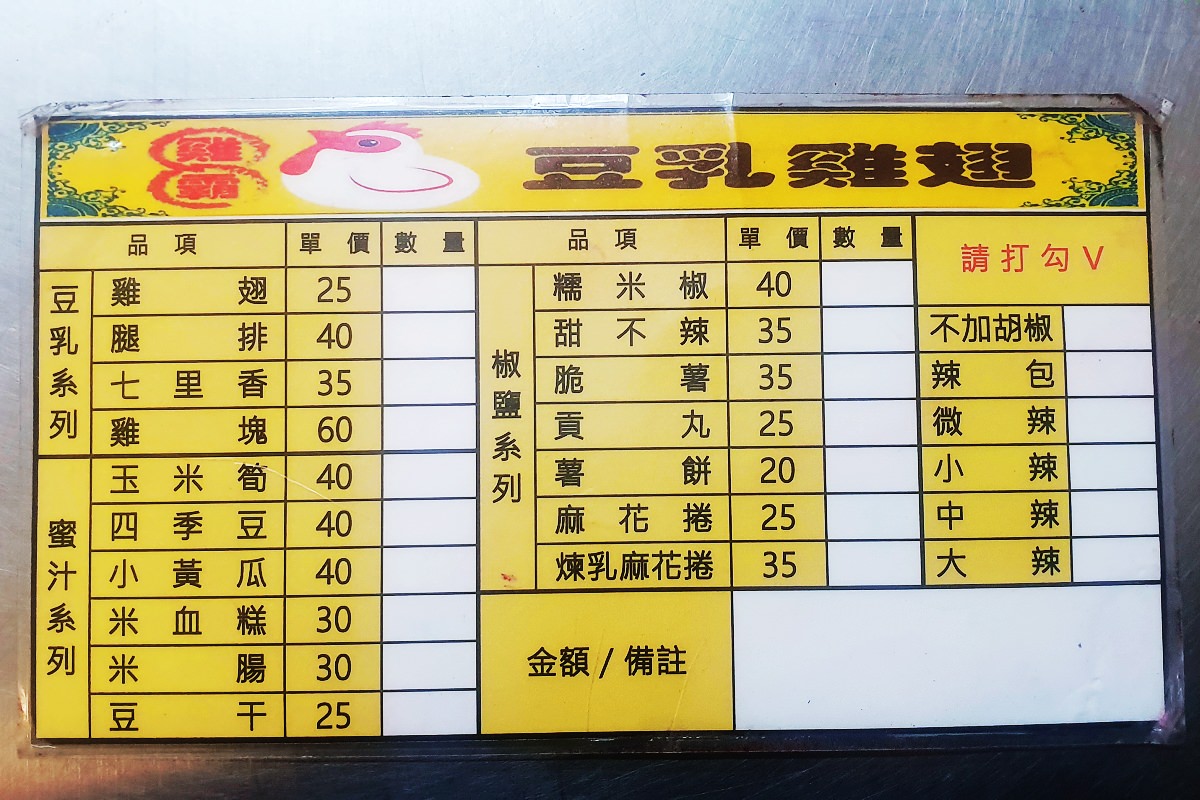 豆乳雞翅
品項 單價 數量
豆乳系列
雞翅 25
腿排 40
七里香 35
雞塊 60
蜜汁系列
玉米筍 40
四季豆 40
小黃瓜 40
米血糕 30
米腸 30
豆干 25
品項 單價 數量
椒鹽系列
糯米椒 40
甜不辣 35
脆薯 35
貢丸 25
薯餅 20
麻花捲 25
煉乳麻花捲 35
請打勾V
不加胡椒
辣包
微辣
小辣
中辣
大辣
金額/備註